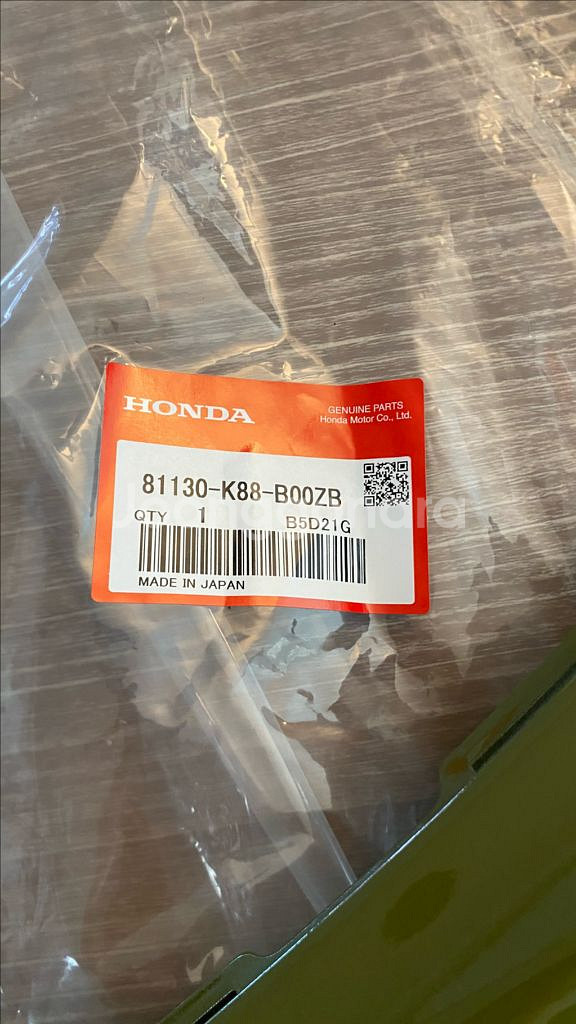 HONDA
GENUINE PARTS
Honda Motor Co., Ltd.
81130-K88-B00ZB
QTY 1 B5D21G
MADE IN JAPAN